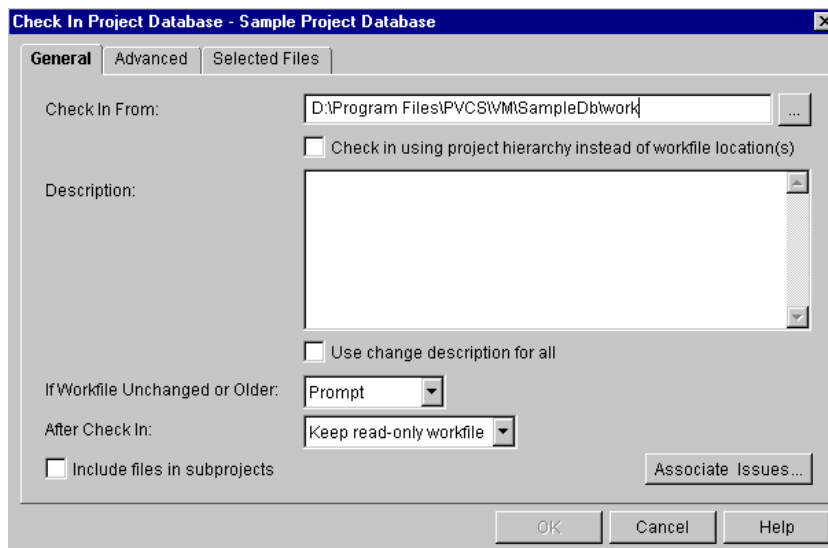 Check In Project Database - Sample Project Database
General Advanced Selected Files
Check In From: D:\Program Files\PVCS\VM\SampleDb\work ...
Check in using project hierarchy instead of workfile location(s)
Description:
Use change description for all
If Workfile Unchanged or Older: Prompt
After Check In: Keep read-only workfile
Include files in subprojects Associate Issues...
OK Cancel Help